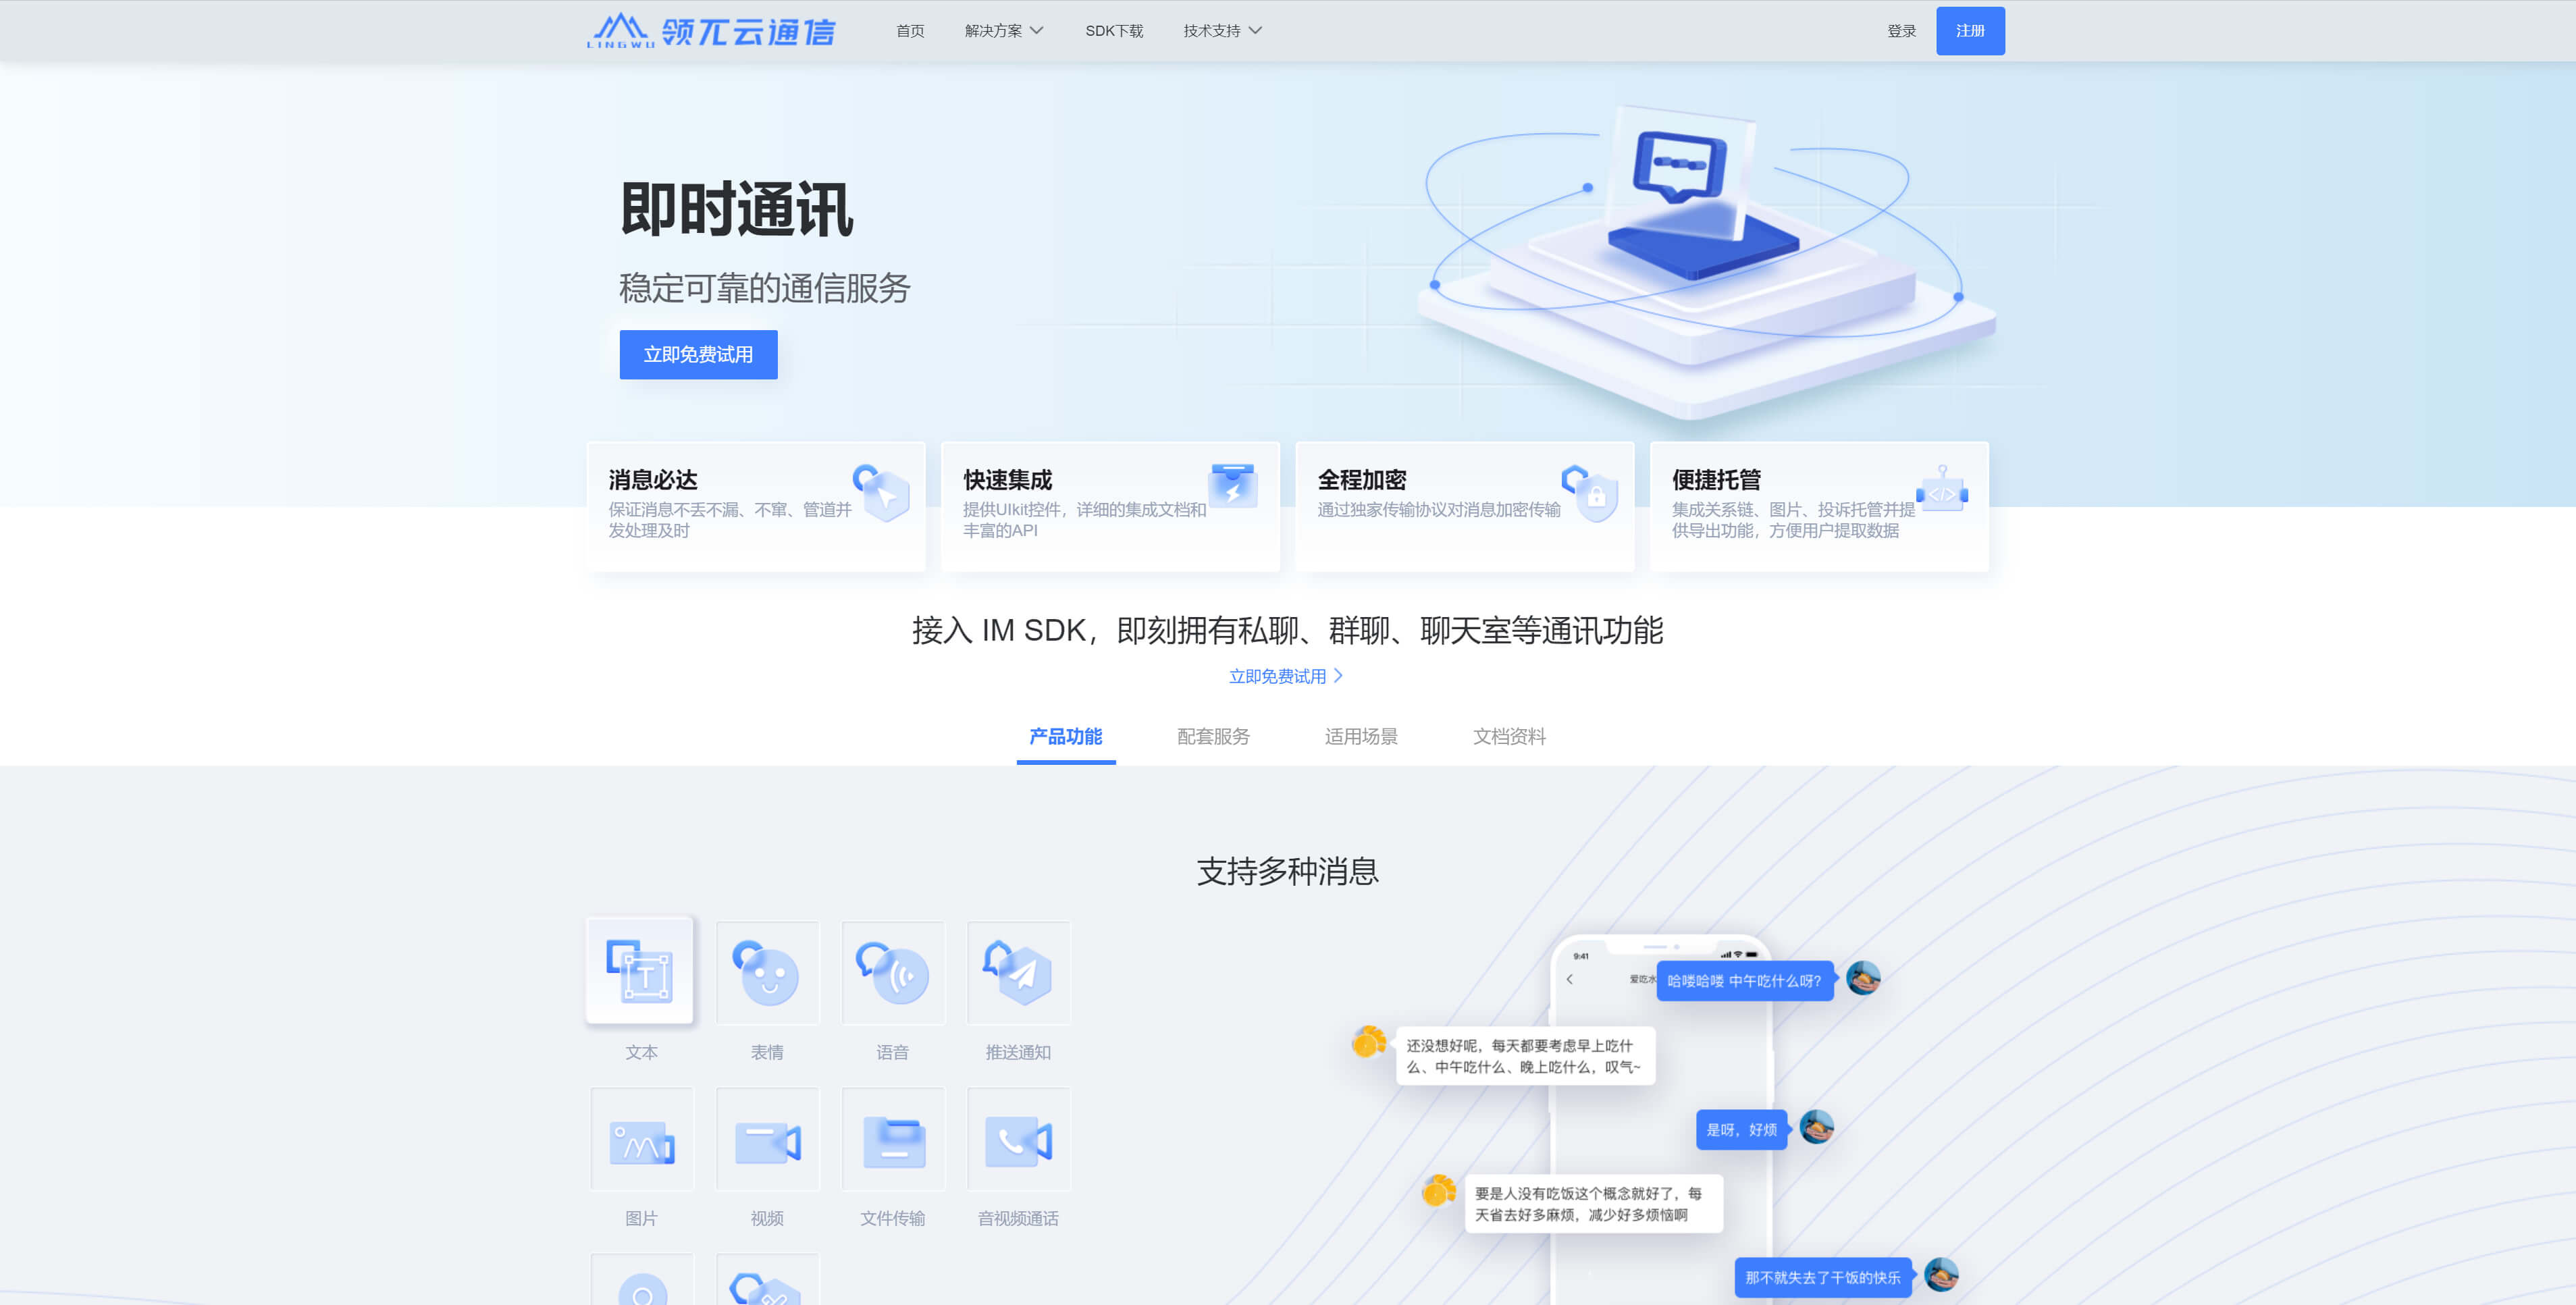 LINGWU 领兀云通信
首页
解决方案
SDK下载
技术支持
登录
注册
即时通讯
稳定可靠的通信服务
立即免费试用
消息必达
保证消息不丢不漏、不窜、管道并
发处理及时
快速集成
提供UIkit控件，详细的集成文档和
丰富的API
全程加密
通过独家传输协议对消息加密传输
便捷托管
集成关系链、图片、投诉托管并提
供导出功能，方便用户提取数据
接入 IM SDK，即刻拥有私聊、群聊、聊天室等通讯功能
立即免费试用
产品功能
配套服务
适用场景
文档资料
支持多种消息
T
文本
表情
语音
推送通知
图片
视频
文件传输
音视频通话
9:41
爱吃水
哈喽哈喽 中午吃什么呀?
还没想好呢，每天都要考虑早上吃什
么、中午吃什么、晚上吃什么，叹气~
是呀，好烦
要是人没有吃饭这个概念就好了，每
天省去好多麻烦，减少好多烦恼啊
那不就失去了干饭的快乐